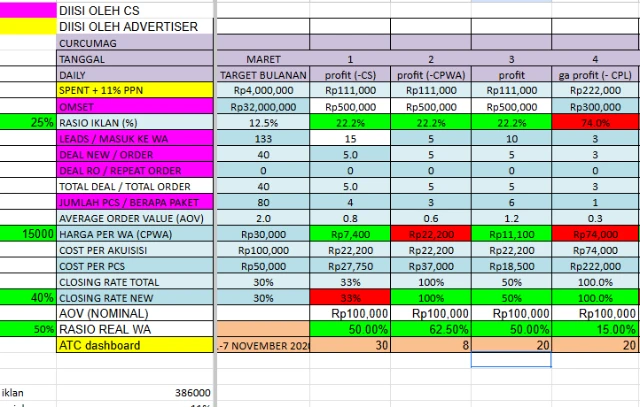 DIISI OLEH CS
DIISI OLEH ADVERTISER
CURCUMAG
TANGGAL MARET 1 2 3 4
DAILY TARGET BULANAN profit (-CS) profit (-CPWA) profit ga profit (- CPL)
SPENT + 11% PPN Rp4,000,000 Rp111,000 Rp111,000 Rp111,000 Rp222,000
OMSET Rp32,000,000 Rp500,000 Rp500,000 Rp500,000 Rp300,000
25% RASIO IKLAN (%) 12.5% 22.2% 22.2% 22.2% 74.0%
LEADS / MASUK KE WA 133 15 5 10 3
DEAL NEW / ORDER 40 5.0 5 5 3
DEAL RO / REPEAT ORDER 0 0 0 0 0
TOTAL DEAL / TOTAL ORDER 40 5.0 5 5 3
JUMLAH PCS / BERAPA PAKET 80 4 3 6 1
AVERAGE ORDER VALUE (AOV) 2.0 0.8 0.6 1.2 0.3
15000 HARGA PER WA (CPWA) Rp30,000 Rp7,400 Rp22,200 Rp11,100 Rp74,000
COST PER AKUISISI Rp100,000 Rp22,200 Rp22,200 Rp22,200 Rp74,000
COST PER PCS Rp50,000 Rp27,750 Rp37,000 Rp18,500 Rp222,000
CLOSING RATE TOTAL 30% 33% 100% 50% 100.0%
40% CLOSING RATE NEW 30% 33% 100% 50% 100.0%
AOV (NOMINAL) Rp100,000 Rp100,000 Rp100,000 Rp100,000
50% RASIO REAL WA 50.00% 62.50% 50.00% 15.00%
ATC dashboard -7 NOVEMBER 202 30 8 20 20
iklan 386000